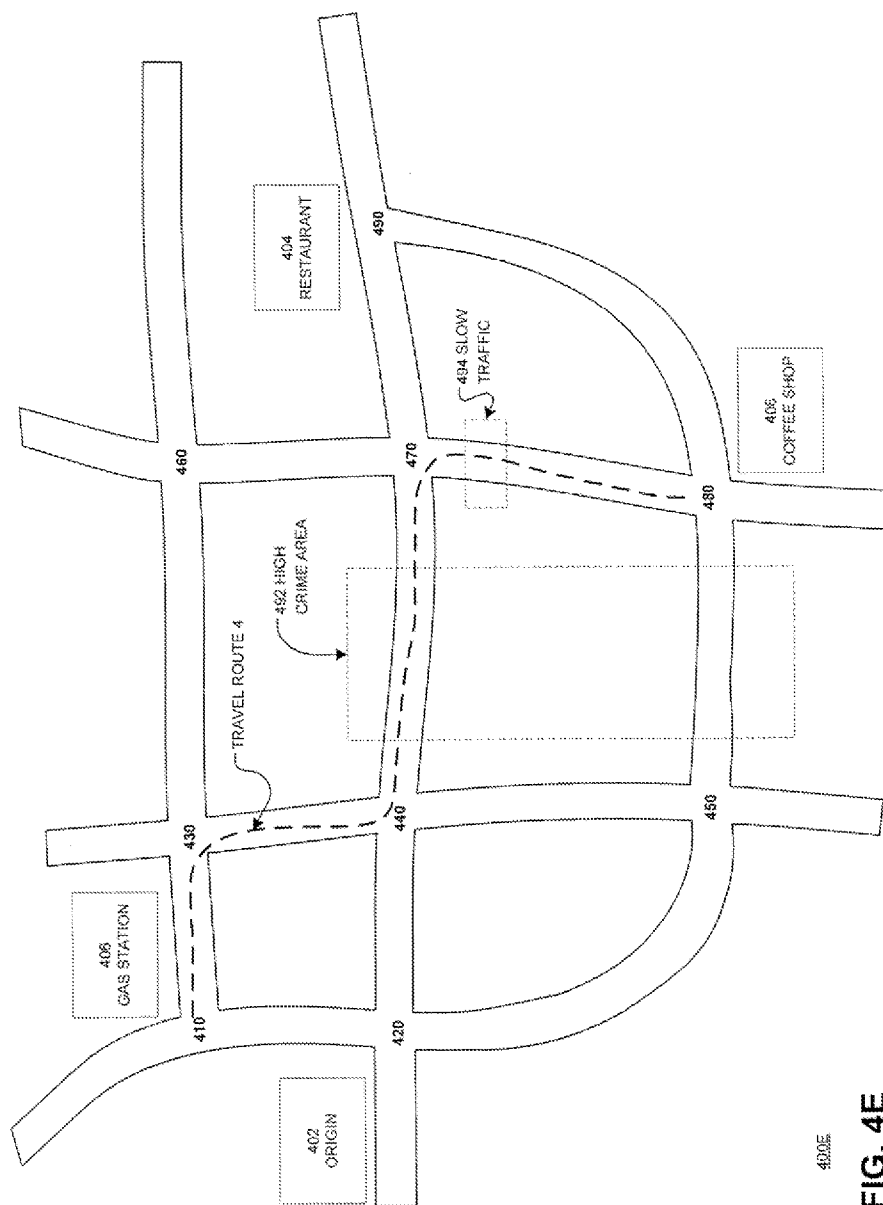 406
GAS STATION
410
430
460
TRAVEL ROUTE 4
492 HIGH
CRIME AREA
404
RESTAURANT
402
ORIGIN
490
420
440
470
494 SLOW
TRAFFIC
450
480
406
COFFEE SHOP
400E
FIG. 4E